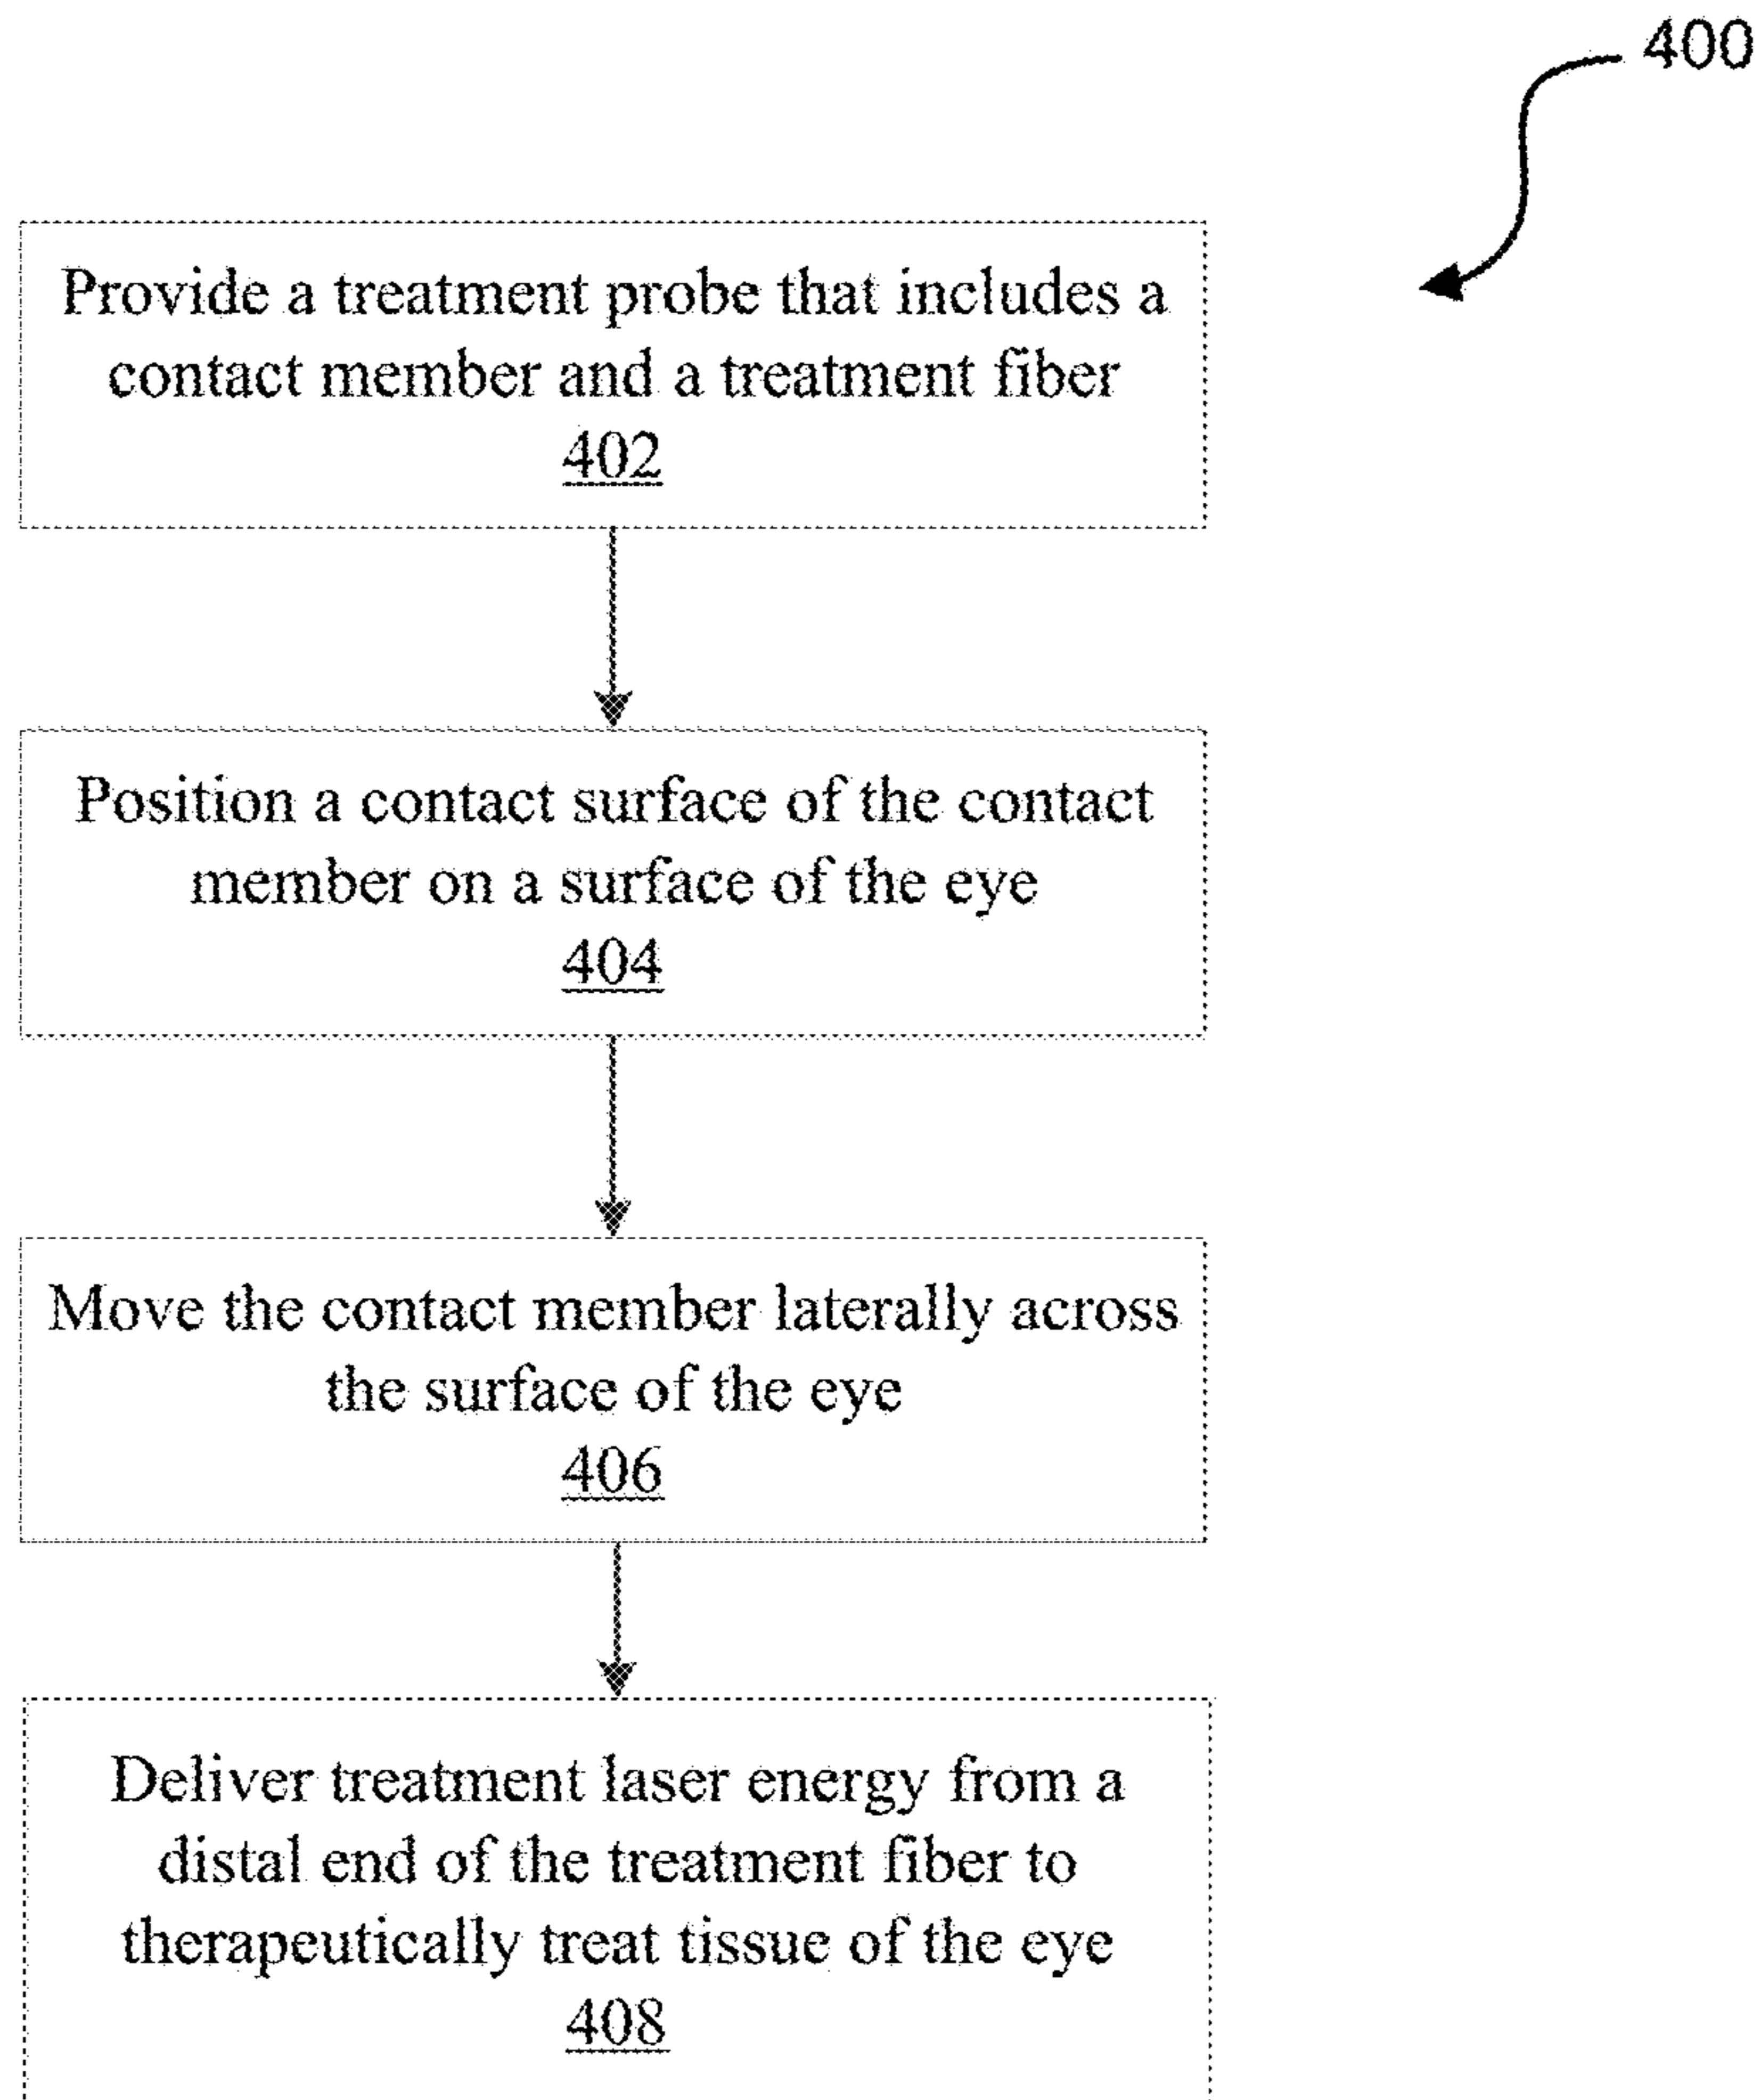 400
Provide a treatment probe that includes a
contact member and a treatment fiber
402
Position a contact surface of the contact
member on a surface of the eye
404
Move the contact member laterally across
the surface of the eye
406
Deliver treatment laser energy from a
distal end of the treatment fiber to
therapeutically treat tissue of the eye
408